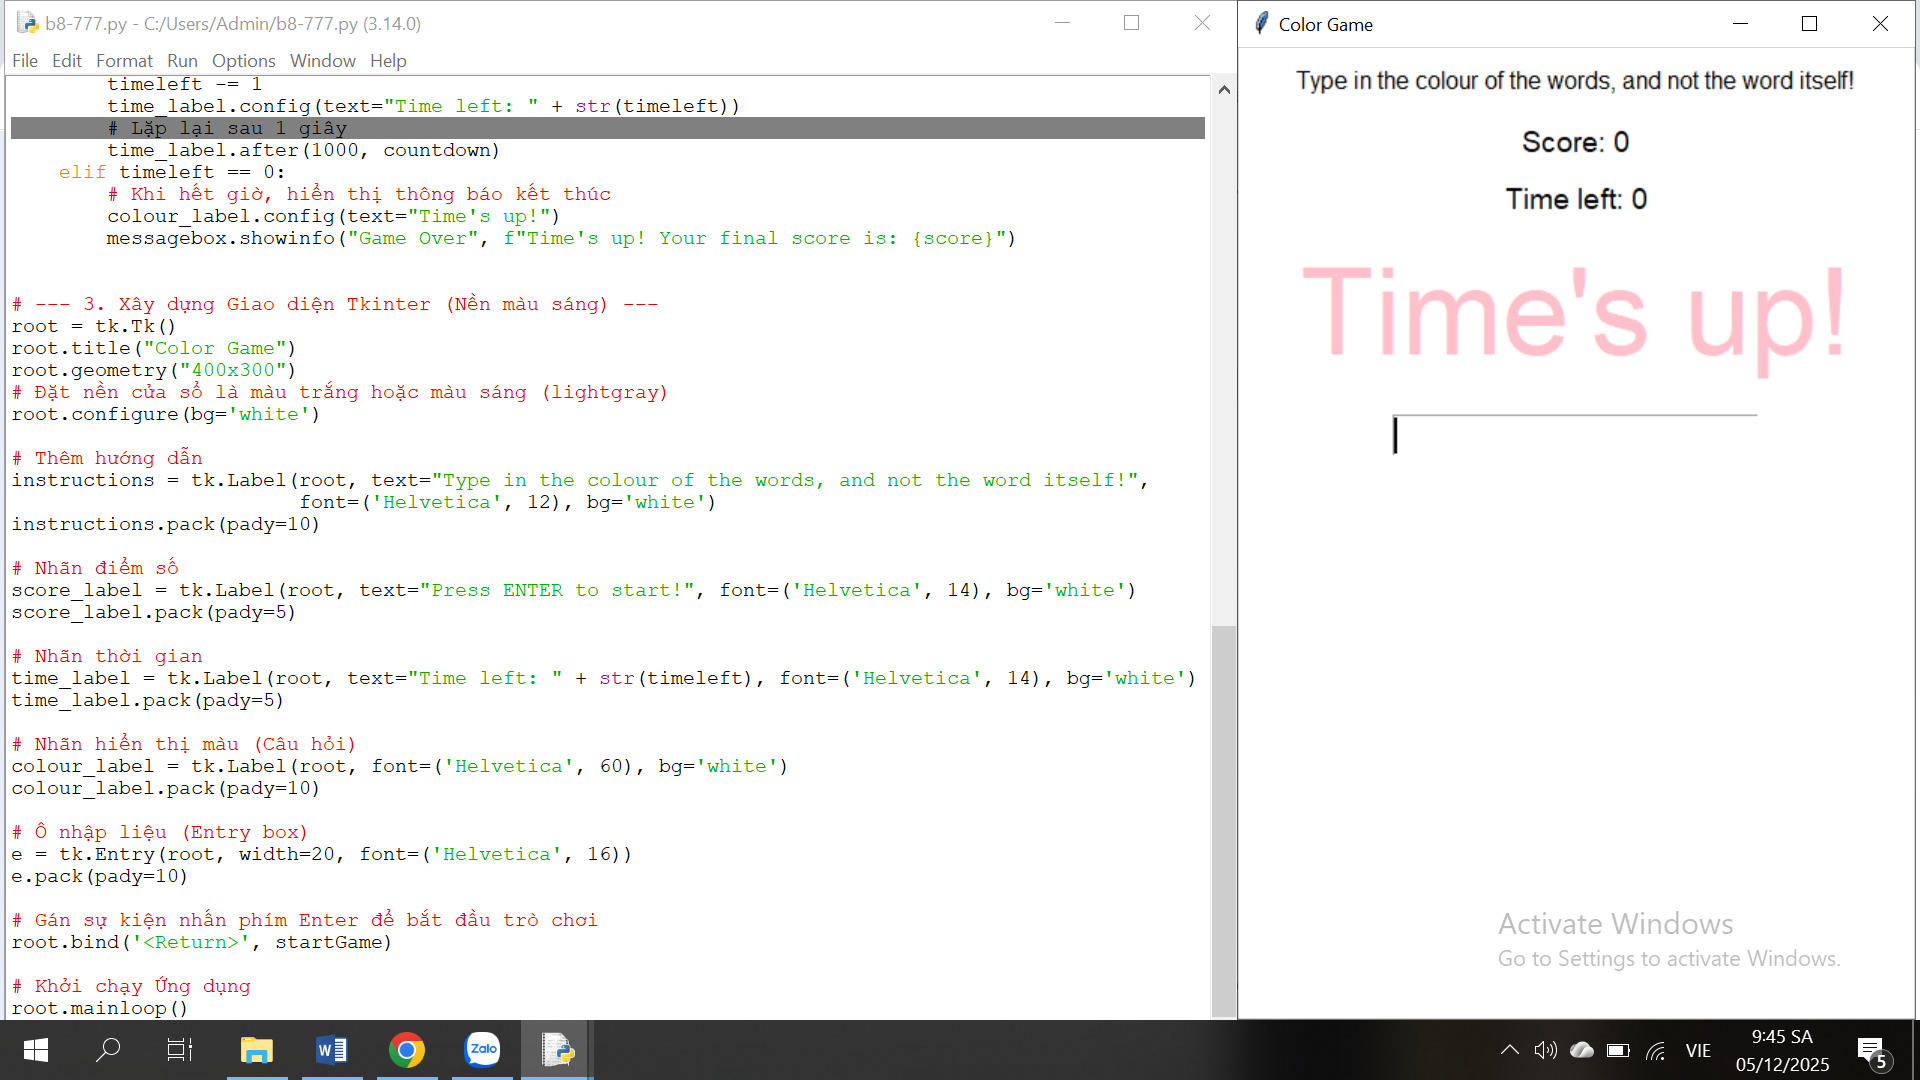 b8-777.py - C:/Users/Admin/b8-777.py (3.14.0)
File Edit Format Run Options Window Help
timeleft -= 1
time_label.config(text="Time left: " + str(timeleft))
# Lặp lại sau 1 giây
time_label.after(1000, countdown)
elif timeleft == 0:
# Khi hết giờ, hiển thị thông báo kết thúc
colour_label.config(text="Time's up!")
messagebox.showinfo("Game Over", f"Time's up! Your final score is: {score}")
# --- 3. Xây dựng Giao diện Tkinter (Nền màu sáng) ---
root = tk.Tk()
root.title("Color Game")
root.geometry("400x300")
# Đặt nền cửa sổ là màu trắng hoặc màu sáng (lightgray)
root.configure(bg='white')
# Thêm hướng dẫn
instructions = tk.Label(root, text="Type in the colour of the words, and not the word itself!",
font=('Helvetica', 12), bg='white')
instructions.pack(pady=10)
# Nhãn điểm số
score_label = tk.Label(root, text="Press ENTER to start!", font=('Helvetica', 14), bg='white')
score_label.pack(pady=5)
# Nhãn thời gian
time_label = tk.Label(root, text="Time left: " + str(timeleft), font=('Helvetica', 14), bg='white')
time_label.pack(pady=5)
# Nhãn hiển thị màu (Câu hỏi)
colour_label = tk.Label(root, font=('Helvetica', 60), bg='white')
colour_label.pack(pady=10)
# Ô nhập liệu (Entry box)
e = tk.Entry(root, width=20, font=('Helvetica', 16))
e.pack(pady=10)
# Gán sự kiện nhấn phím Enter để bắt đầu trò chơi
root.bind('<Return>', startGame)
# Khởi chạy Ứng dụng
root.mainloop()
Color Game
Type in the colour of the words, and not the word itself!
Score: 0
Time left: 0
Time's up!
Activate Windows
Go to Settings to activate Windows.
Zalo
VIE
9:45 SA
05/12/2025
5